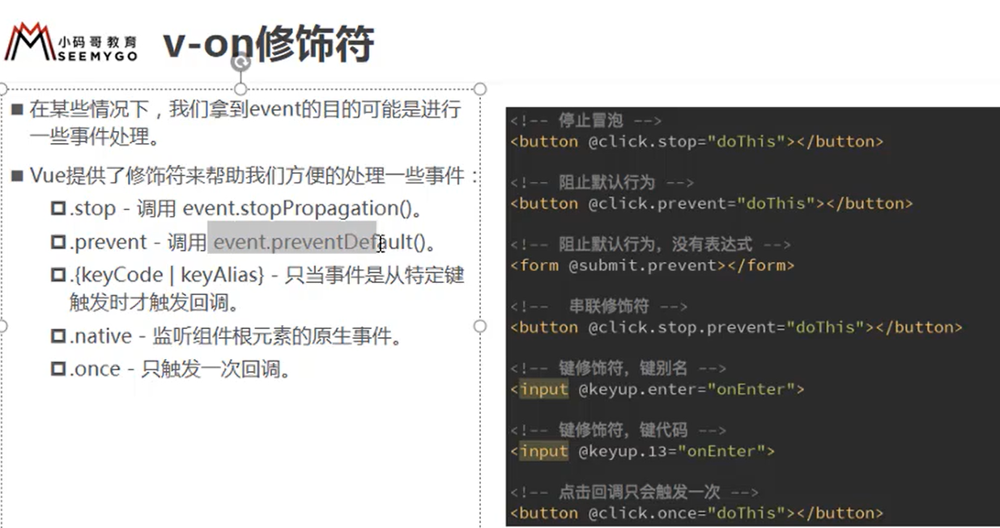 小码哥教育
SEEMYGO
v-on修饰符
■ 在某些情况下，我们拿到event的目的可能是进行
一些事件处理。
■ Vue提供了修饰符来帮助我们方便的处理一些事件：
.stop - 调用 event.stopPropagation()。
.prevent - 调用 event.preventDefault()。
.{keyCode | keyAlias} - 只当事件是从特定键
触发时才触发回调。
.native - 监听组件根元素的原生事件。
.once - 只触发一次回调。
<!-- 停止冒泡 -->
<button @click.stop="doThis"></button>
<!-- 阻止默认行为 -->
<button @click.prevent="doThis"></button>
<!-- 阻止默认行为，没有表达式 -->
<form @submit.prevent></form>
<!--  串联修饰符 -->
<button @click.stop.prevent="doThis"></button>
<!-- 键修饰符，键别名 -->
<input @keyup.enter="onEnter">
<!-- 键修饰符，键代码 -->
<input @keyup.13="onEnter">
<!-- 点击回调只会触发一次 -->
<button @click.once="doThis"></button>